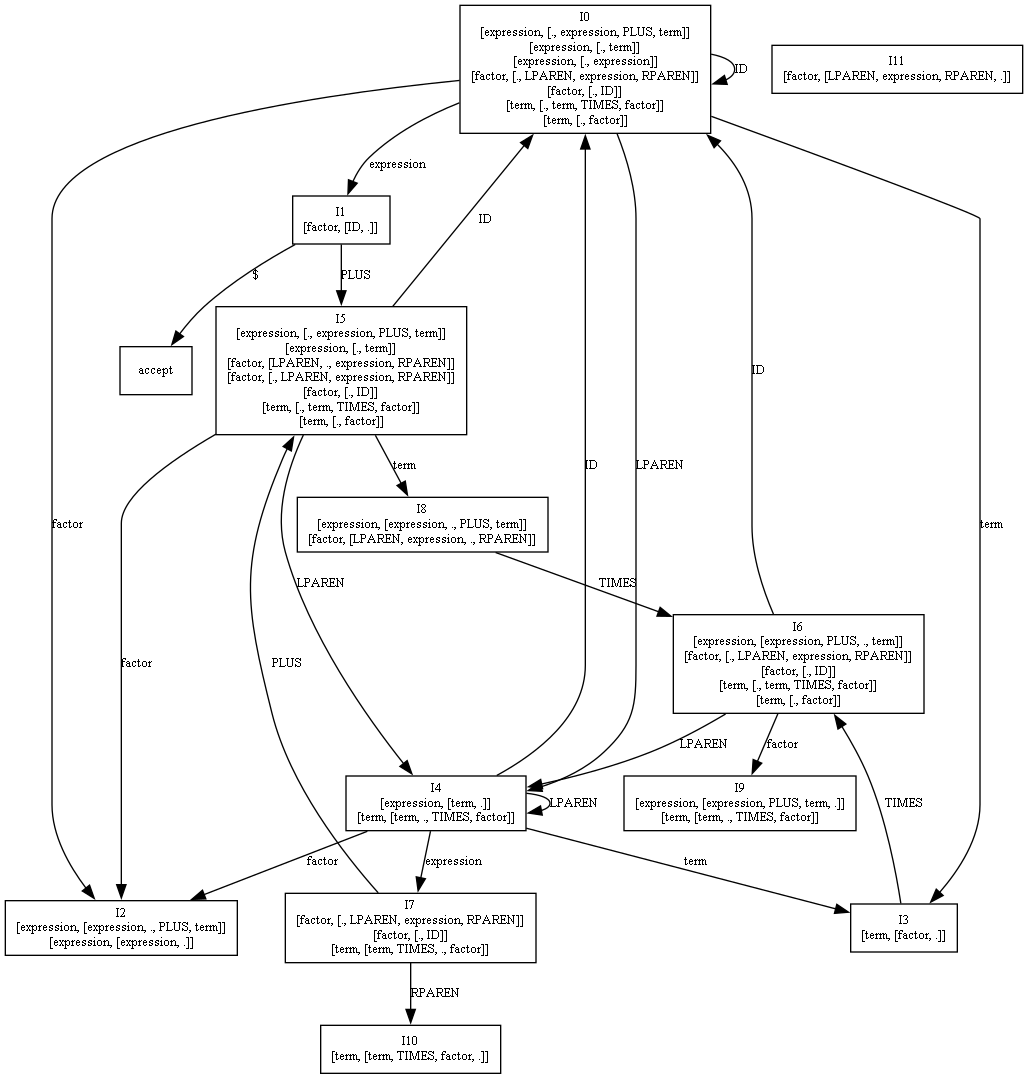 I0
[expression, [., expression, PLUS, term]]
[expression, [., term]]
[expression, [., expression]]
[factor, [., LPAREN, expression, RPAREN]]
[factor, [., ID]]
[term, [., term, TIMES, factor]]
[term, [., factor]]
ID
I11
[factor, [LPAREN, expression, RPAREN, .]]
expression
I1
[factor, [ID, .]]
ID
$
PLUS
I5
[expression, [., expression, PLUS, term]]
[expression, [., term]]
[factor, [LPAREN, ., expression, RPAREN]]
[factor, [., LPAREN, expression, RPAREN]]
[factor, [., ID]]
[term, [., term, TIMES, factor]]
[term, [., factor]]
accept
ID
term
ID
LPAREN
I8
[expression, [expression, ., PLUS, term]]
[factor, [LPAREN, expression, ., RPAREN]]
factor
term
LPAREN
TIMES
I6
[expression, [expression, PLUS, ., term]]
[factor, [., LPAREN, expression, RPAREN]]
[factor, [., ID]]
[term, [., term, TIMES, factor]]
[term, [., factor]]
factor
PLUS
LPAREN
factor
I4
[expression, [term, .]]
[term, [term, ., TIMES, factor]]
LPAREN
I9
[expression, [expression, PLUS, term, .]]
[term, [term, ., TIMES, factor]]
TIMES
factor
expression
term
I2
[expression, [expression, ., PLUS, term]]
[expression, [expression, .]]
I7
[factor, [., LPAREN, expression, RPAREN]]
[factor, [., ID]]
[term, [term, TIMES, ., factor]]
I3
[term, [factor, .]]
RPAREN
I10
[term, [term, TIMES, factor, .]]